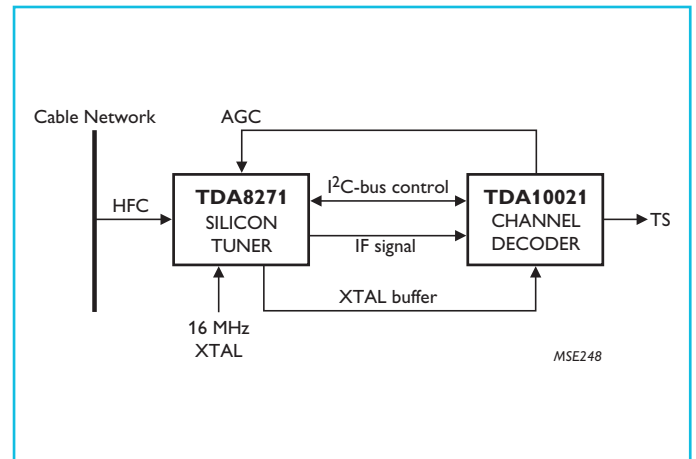 Cable Network
AGC
HFC
TDA8271
SILICON
TUNER
I²C-bus control
IF signal
TDA10021
CHANNEL
DECODER
TS
XTAL buffer
16 MHz
XTAL
MSE248